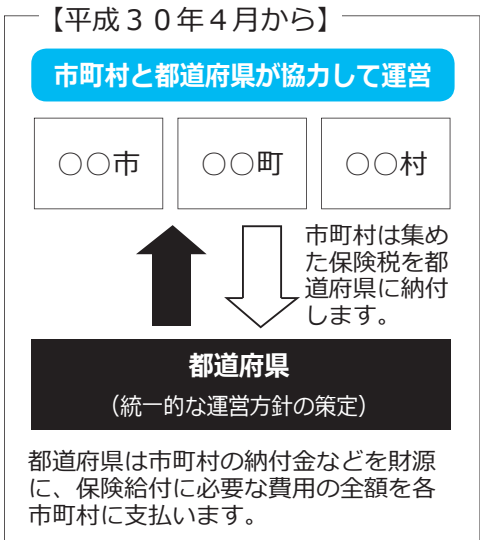 【平成３０年４月から】
市町村と都道府県が協力して運営
○○市
○○町
○○村
市町村は集め
た保険税を都
道府県に納付
します。
都道府県
（統一的な運営方針の策定）
都道府県は市町村の納付金などを財源
に、保険給付に必要な費用の全額を各
市町村に支払います。